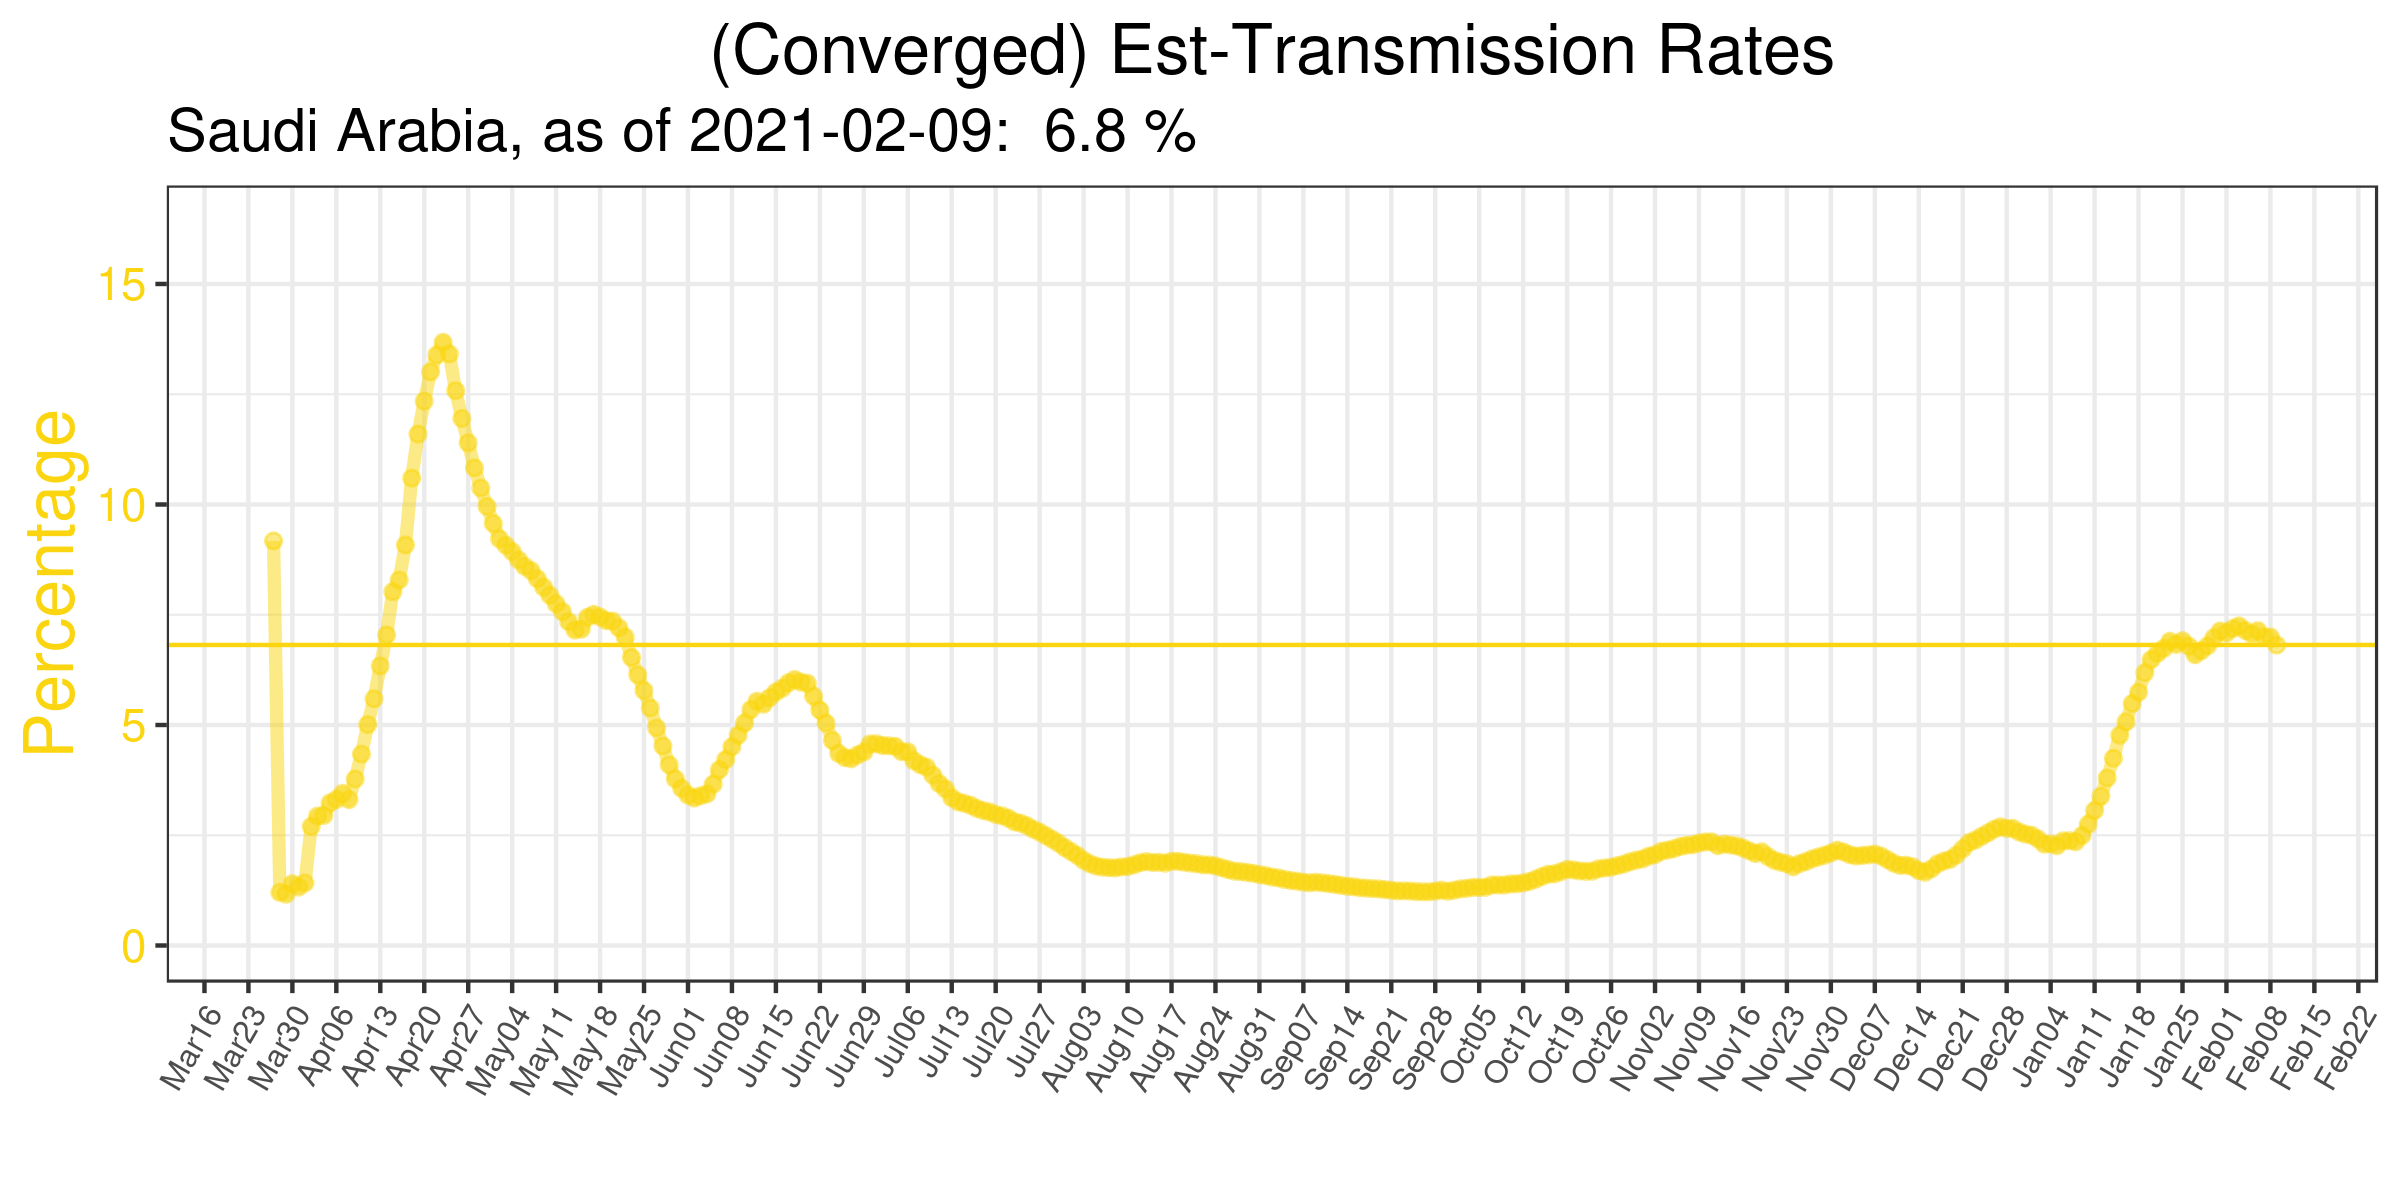 (Converged) Est-Transmission Rates
Saudi Arabia, as of 2021-02-09:  6.8 %
Percentage
15
10
5
0
Mar16
Mar23
Mar30
Apr06
Apr13
Apr20
Apr27
May04
May11
May18
May25
Jun01
Jun08
Jun15
Jun22
Jun29
Jul06
Jul13
Jul20
Jul27
Aug03
Aug10
Aug17
Aug24
Aug31
Sep07
Sep14
Sep21
Sep28
Oct05
Oct12
Oct19
Oct26
Nov02
Nov09
Nov16
Nov23
Nov30
Dec07
Dec14
Dec21
Dec28
Jan04
Jan11
Jan18
Jan25
Feb01
Feb08
Feb15
Feb22